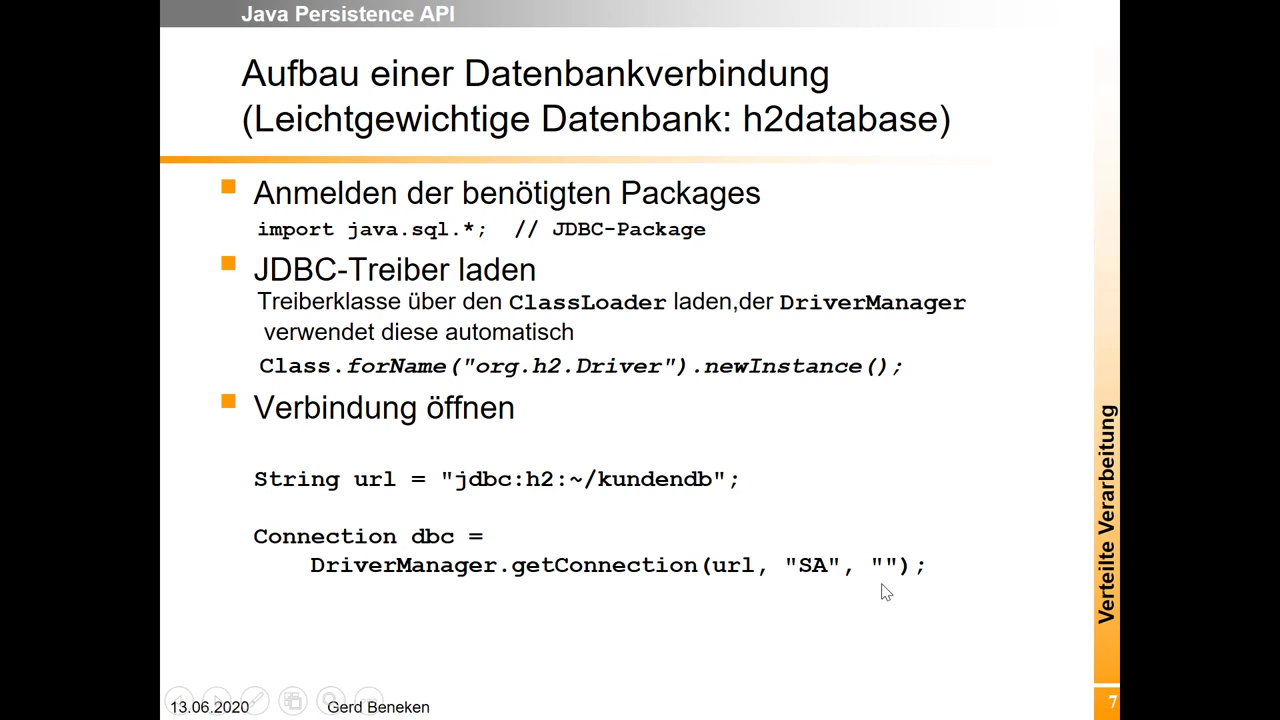 Java Persistence API
Aufbau einer Datenbankverbindung
(Leichtgewichtige Datenbank: h2database)
Anmelden der benötigten Packages
import java.sql.*;  // JDBC-Package
JDBC-Treiber laden
Treiberklasse über den ClassLoader laden,der DriverManager
verwendet diese automatisch
Class.forName("org.h2.Driver").newInstance();
Verbindung öffnen
String url = "jdbc:h2:~/kundendb";
Connection dbc =
DriverManager.getConnection(url, "SA", "");
Verteilte Verarbeitung
13.06.2020
Gerd Beneken
7